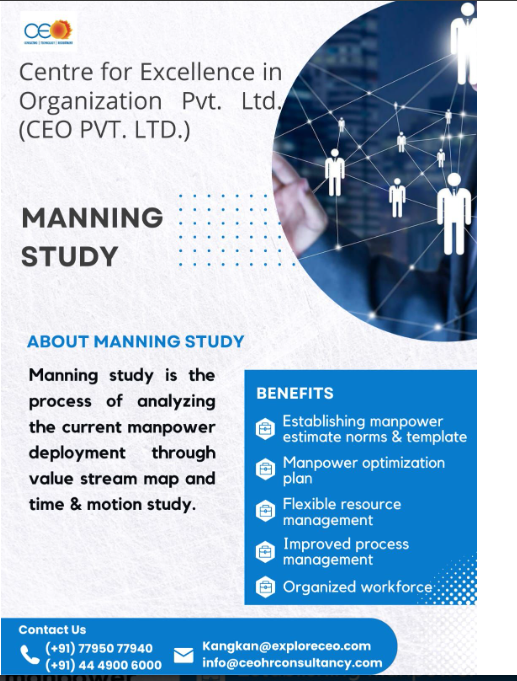 CEO
Centre for Excellence in
Organization Pvt. Ltd.
(CEO PVT. LTD.)
MANNING
STUDY
ABOUT MANNING STUDY
Manning study is the
process of analyzing
the current manpower
deployment through
value stream map and
time & motion study.
BENEFITS
Establishing manpower
estimate norms & template
Manpower optimization
plan
Flexible resource
management
Improved process
management
Organized workforce
Contact Us
(+91) 77950 77940
(+91) 44 4900 6000
Kangkan@exploreceo.com
info@ceohrconsultancy.com